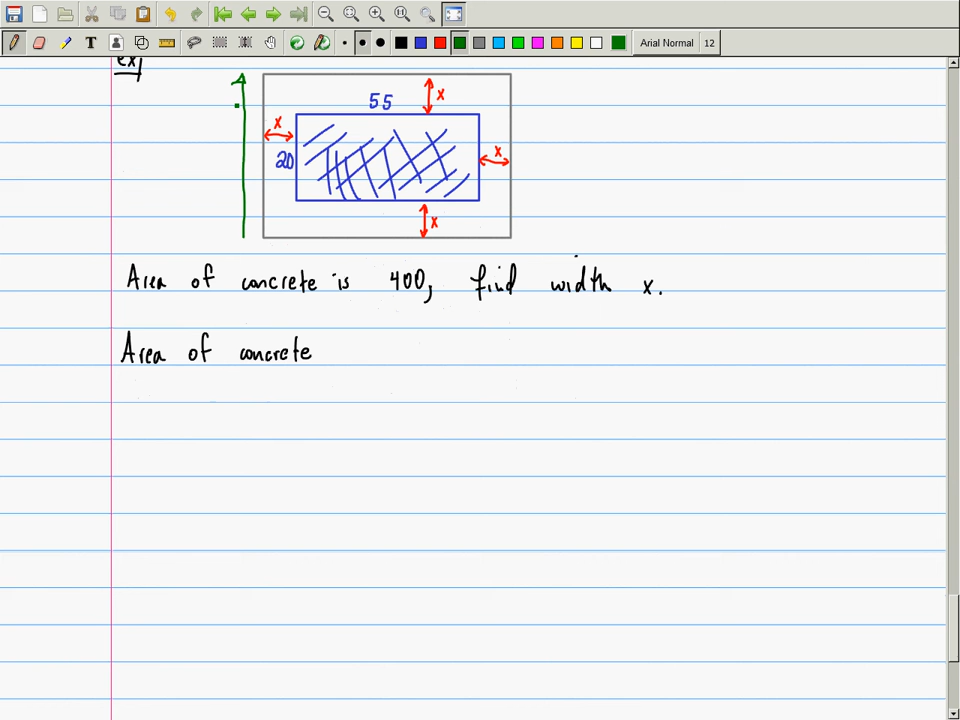 Arial Normal 12
ex)
55 x
x
20 x
x
Area of concrete is 400, find width x.
Area of concrete